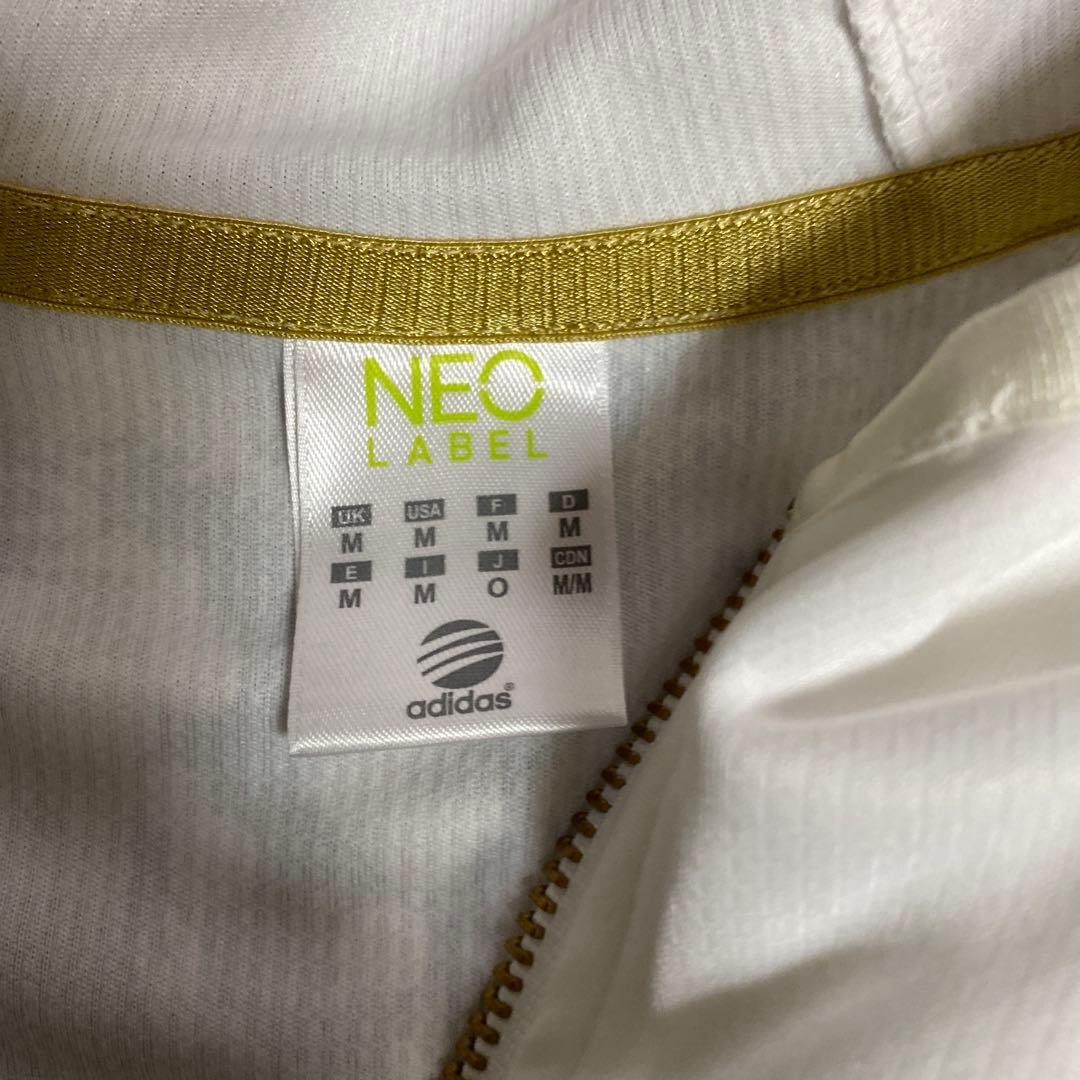 NEO
LABEL
UK USA F D
M M M M
E I J CDN
M M O M/M
adidas®